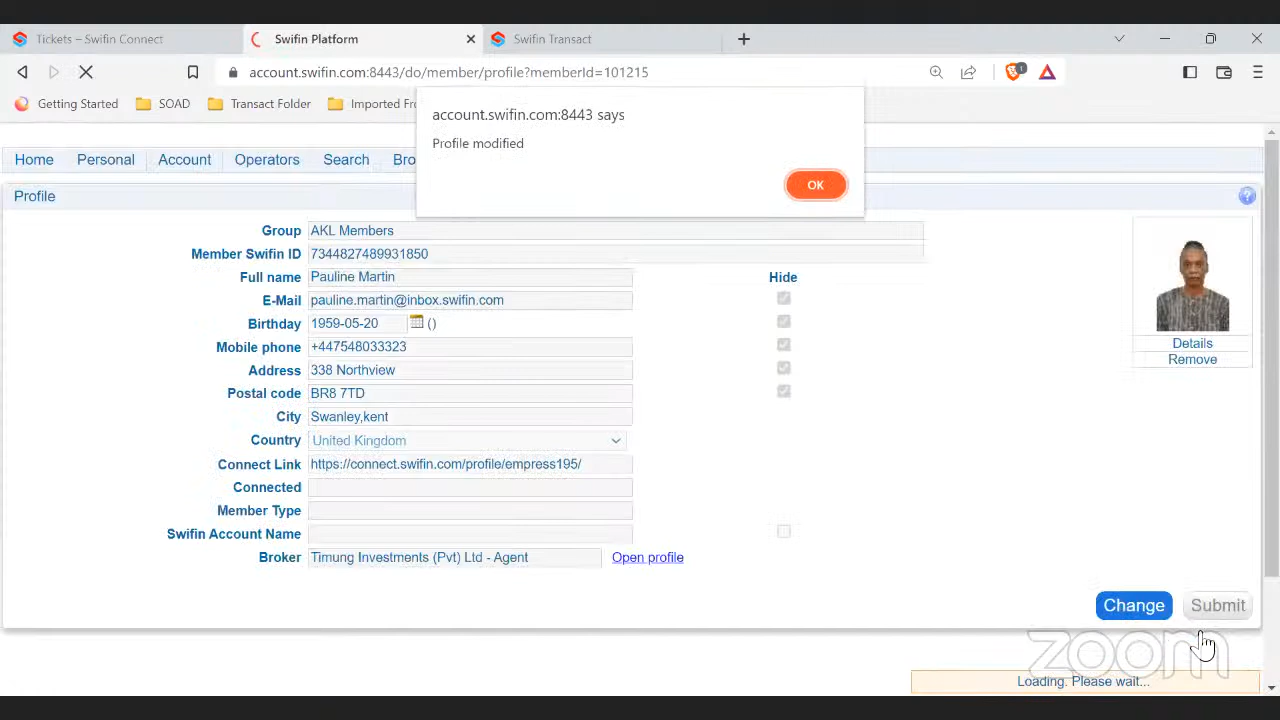 Tickets – Swifin Connect
Swifin Platform
Swifin Transact
account.swifin.com:8443/do/member/profile?memberId=101215
1
Getting Started
SOAD
Transact Folder
Imported Fr
account.swifin.com:8443 says
Profile modified
OK
Home
Personal
Account
Operators
Search
Bro
Profile
?
Group AKL Members
Member Swifin ID 7344827489931850
Full name Pauline Martin Hide
E-Mail pauline.martin@inbox.swifin.com
Birthday 1959-05-20 ()
Mobile phone +447548033323
Address 338 Northview
Postal code BR8 7TD
City Swanley,kent
Country United Kingdom
Connect Link https://connect.swifin.com/profile/empress195/
Connected
Member Type
Swifin Account Name
Broker Timung Investments (Pvt) Ltd - Agent Open profile
Details
Remove
Change
Submit
zoom
Loading. Please wait...